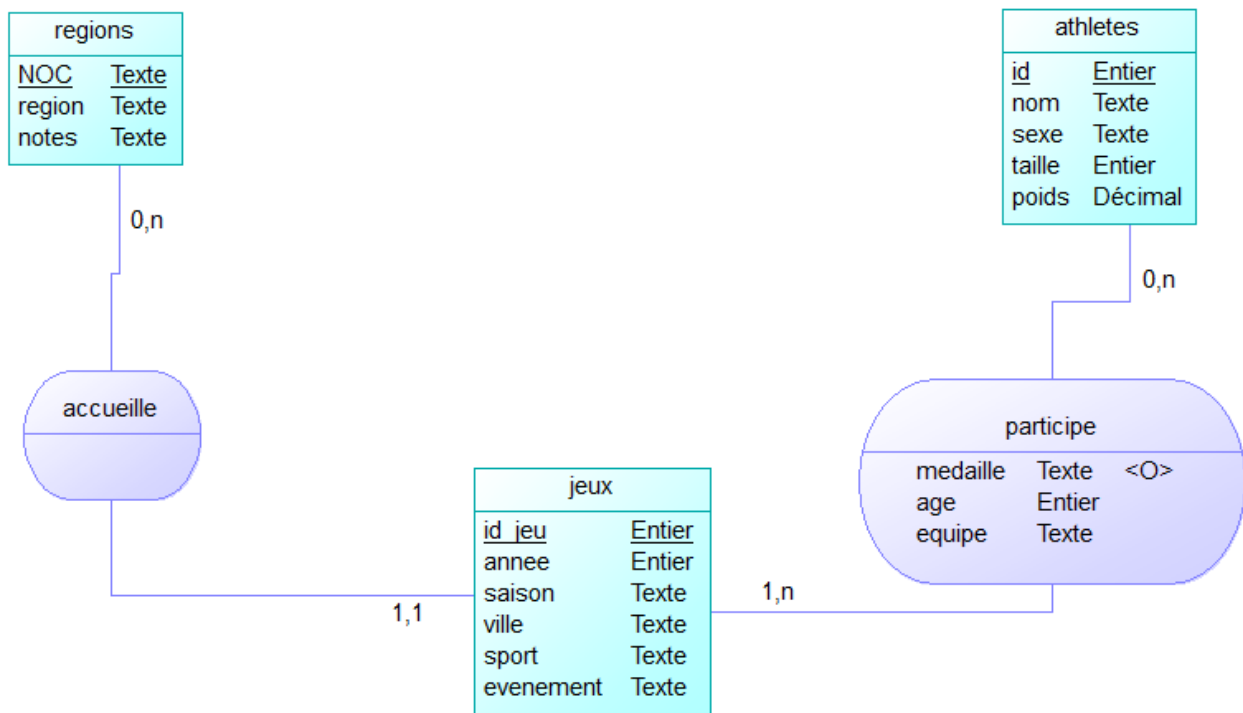 regions
NOC Texte
region Texte
notes Texte
0,n
athletes
id Entier
nom Texte
sexe Texte
taille Entier
poids Décimal
0,n
accueille
participe
medaille Texte <O>
age Entier
equipe Texte
jeux
id_jeu Entier
annee Entier
saison Texte
ville Texte
sport Texte
evenement Texte
1,1
1,n